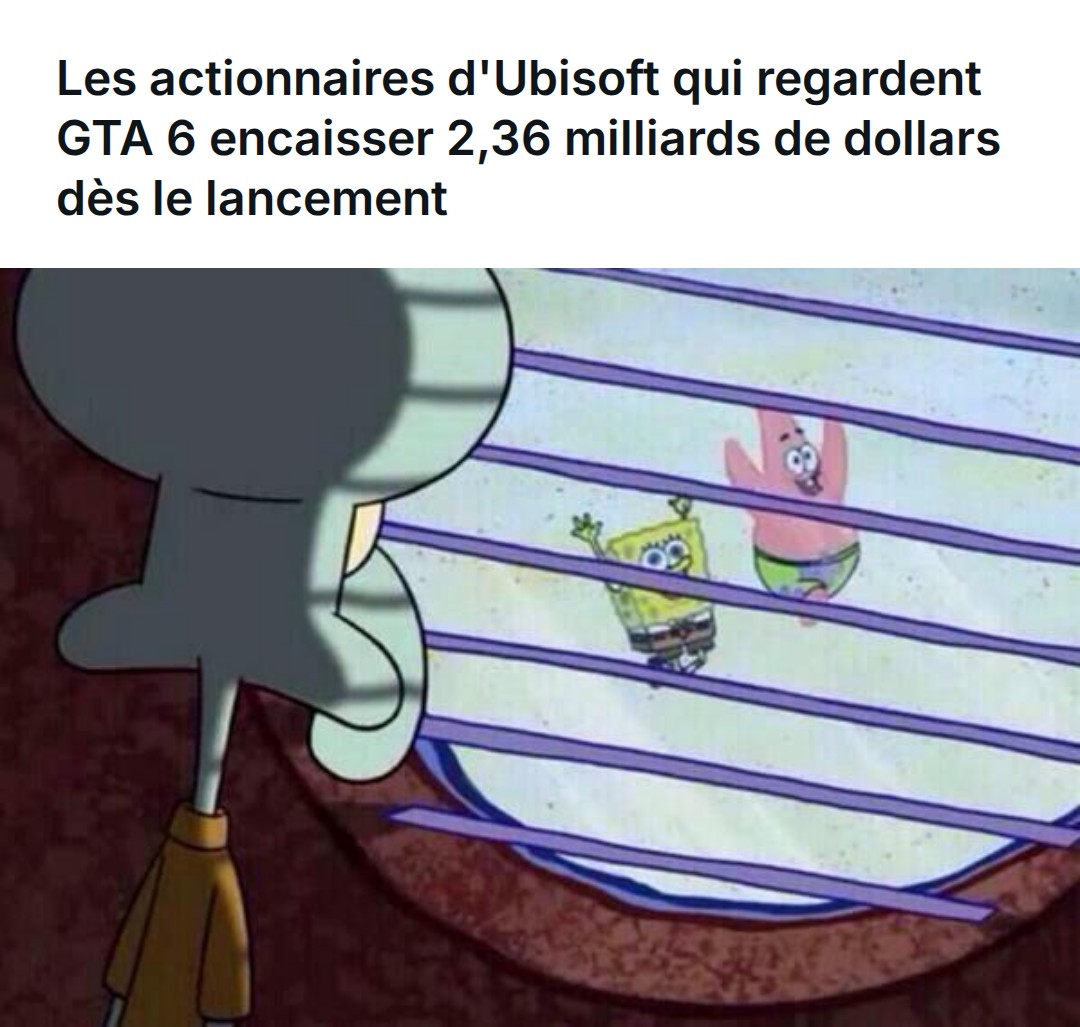 Les actionnaires d'Ubisoft qui regardent
GTA 6 encaisser 2,36 milliards de dollars
dès le lancement